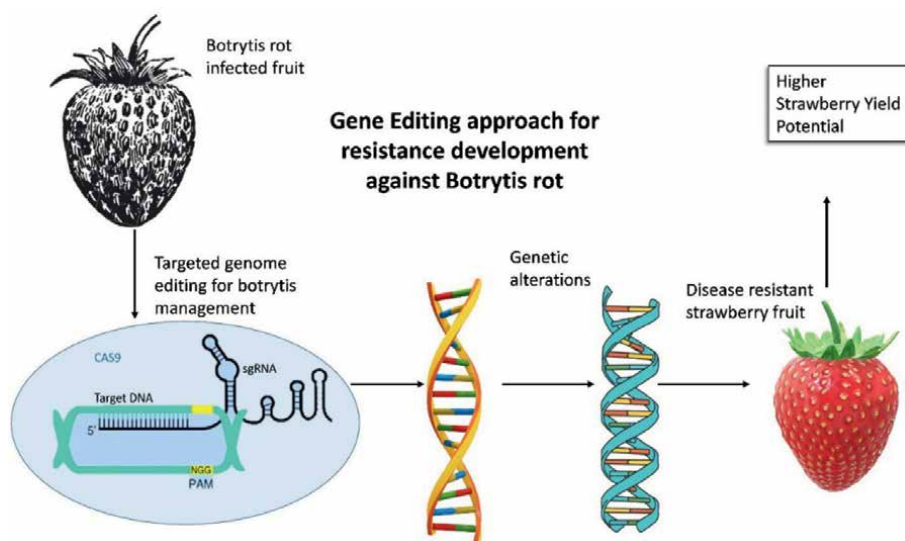 Botrytis rot
infected fruit
Higher
Strawberry Yield
Potential
Gene Editing approach for
resistance development
against Botrytis rot
Targeted genome
editing for botrytis
management
Genetic
alterations
Disease resistant
strawberry fruit
CAS9
sgRNA
Target DNA
5'
NGG
PAM